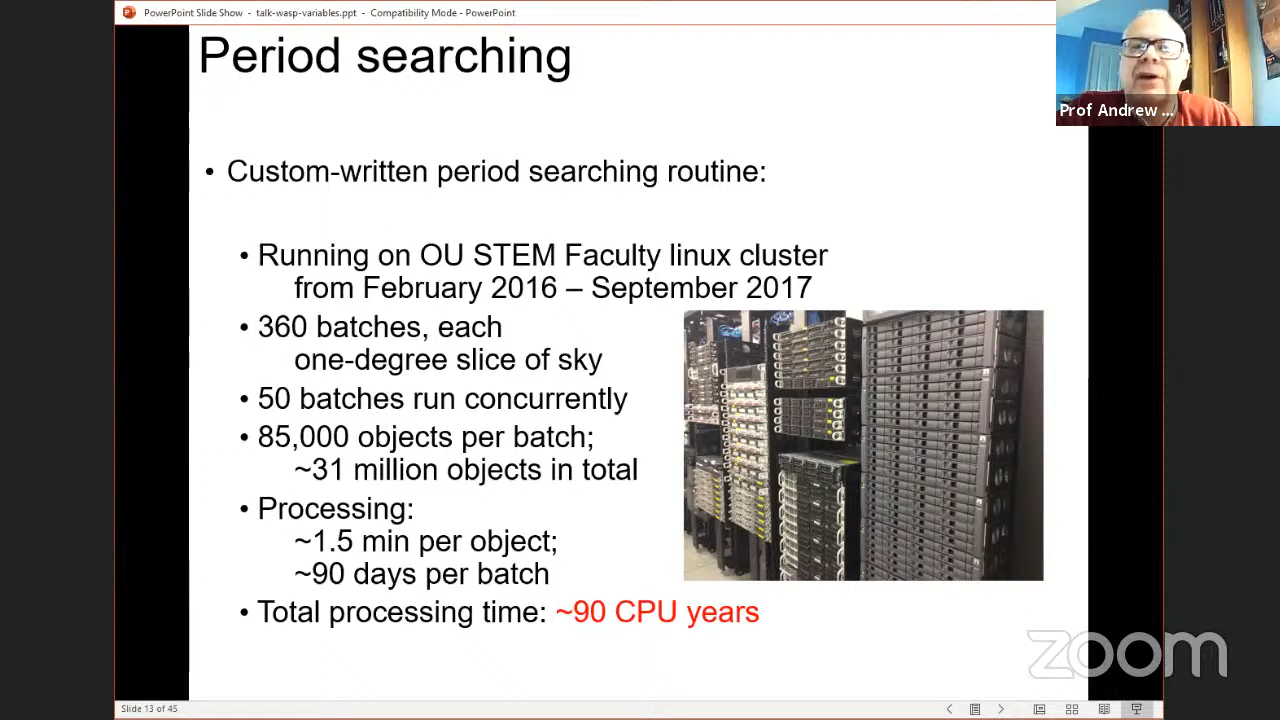 PowerPoint Slide Show - talk-wasp-variables.ppt - Compatibility Mode - PowerPoint
Period searching
Prof Andrew ...
• Custom-written period searching routine:
• Running on OU STEM Faculty linux cluster
from February 2016 – September 2017
• 360 batches, each
one-degree slice of sky
• 50 batches run concurrently
• 85,000 objects per batch;
~31 million objects in total
• Processing:
~1.5 min per object;
~90 days per batch
• Total processing time: ~90 CPU years
zoom
Slide 13 of 45